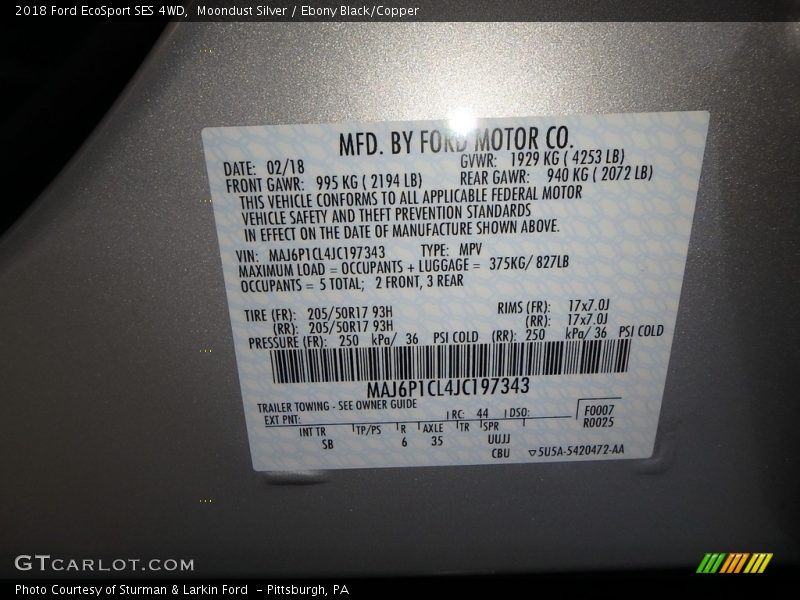 2018 Ford EcoSport SES 4WD,  Moondust Silver / Ebony Black/Copper
MFD. BY FORD MOTOR CO.
DATE: 02/18 GVWR: 1929 KG ( 4253 LB)
FRONT GAWR: 995 KG ( 2194 LB) REAR GAWR: 940 KG ( 2072 LB)
THIS VEHICLE CONFORMS TO ALL APPLICABLE FEDERAL MOTOR
VEHICLE SAFETY AND THEFT PREVENTION STANDARDS
IN EFFECT ON THE DATE OF MANUFACTURE SHOWN ABOVE.
VIN: MAJ6P1CL4JC197343 TYPE: MPV
MAXIMUM LOAD = OCCUPANTS + LUGGAGE = 375KG/ 827LB
OCCUPANTS = 5 TOTAL; 2 FRONT, 3 REAR
TIRE (FR): 205/50R17 93H RIMS (FR): 17x7.0J
(RR): 205/50R17 93H (RR): 17x7.0J
PRESSURE (FR): 250 kPa/ 36 PSI COLD (RR): 250 kPa/ 36 PSI COLD
MAJ6P1CL4JC197343
TRAILER TOWING - SEE OWNER GUIDE
EXT PNT: RC: 44 DSO: F0007
R0025
INT TR TP/PS R AXLE TR SPR
SB 6 35 UUJJ
CBU ▽5U5A-5420472-AA
GTCARLOT.COM
Photo Courtesy of Sturman & Larkin Ford  - Pittsburgh, PA